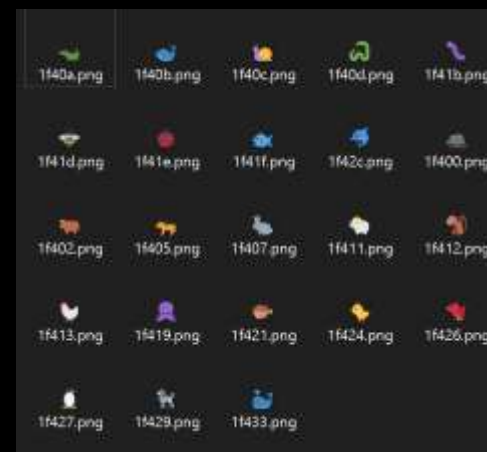 1f40a.png 1f40b.png 1f40c.png 1f40d.png 1f41b.png
1f41d.png 1f41e.png 1f41f.png 1f42c.png 1f400.png
1f402.png 1f405.png 1f407.png 1f411.png 1f412.png
1f413.png 1f419.png 1f421.png 1f424.png 1f426.png
1f427.png 1f429.png 1f433.png